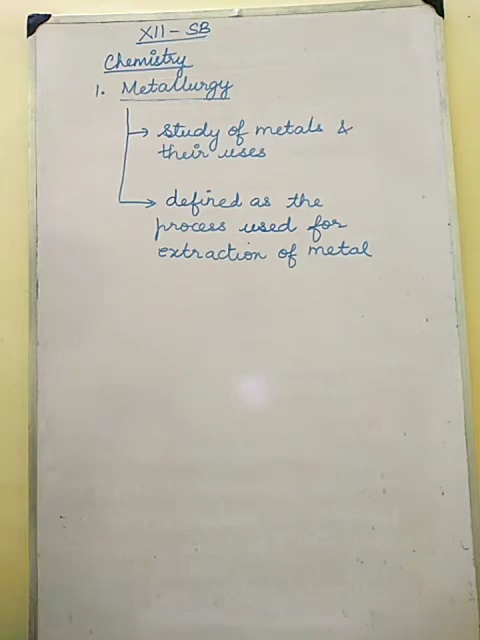 XII - SB
Chemistry
1. Metallurgy
→ study of metals &
their uses
→ defined as the
process used for
extraction of metal